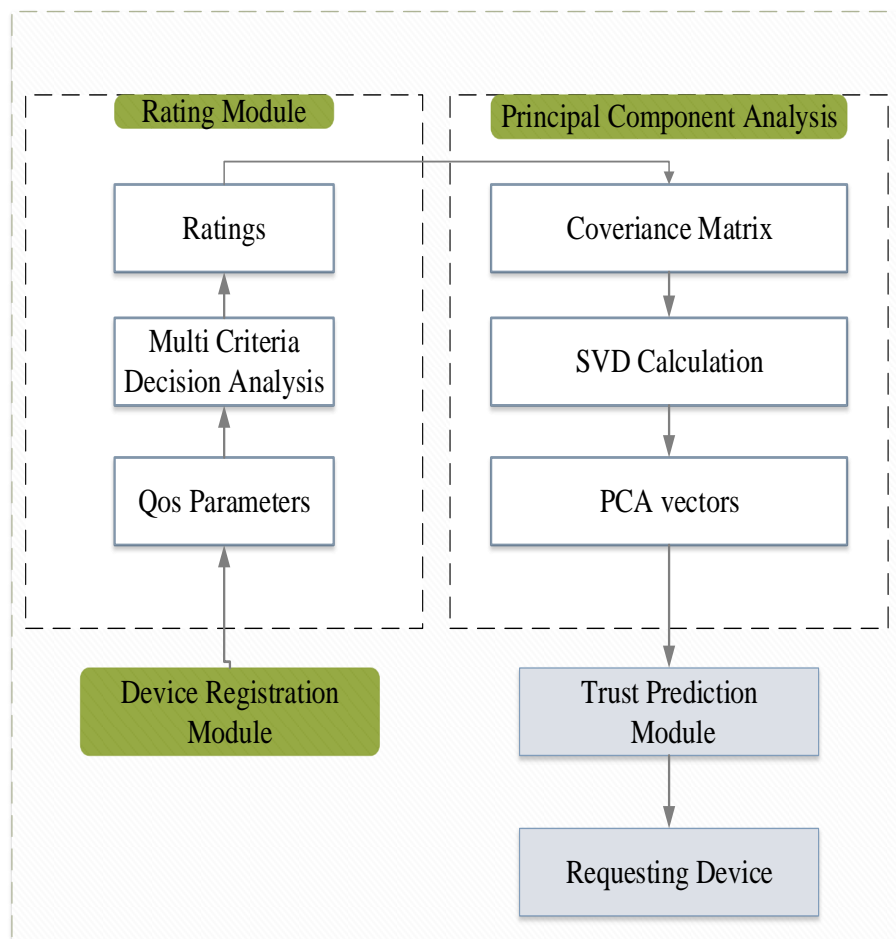 Rating Module
Ratings
Multi Criteria
Decision Analysis
Qos Parameters
Device Registration
Module
Principal Component Analysis
Coveriance Matrix
SVD Calculation
PCA vectors
Trust Prediction
Module
Requesting Device